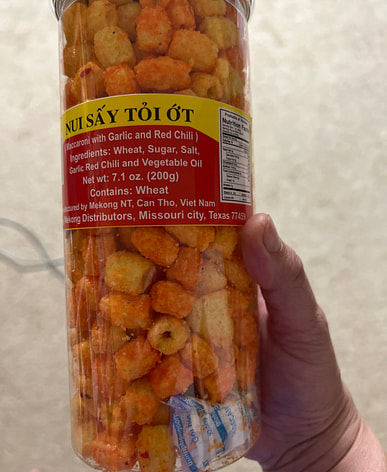 NUI SẤY TỎI ỚT
Maccaroni with Garlic and Red Chili )
Ingredients: Wheat, Sugar, Salt,
Garlic Red Chili and Vegetable Oil
Net wt: 7.1 oz. (200g)
Contains: Wheat
by Mekong NT, Can Tho, Viet Nam
Mekong Distributors, Missouri city, Texas 77459
Nutrition